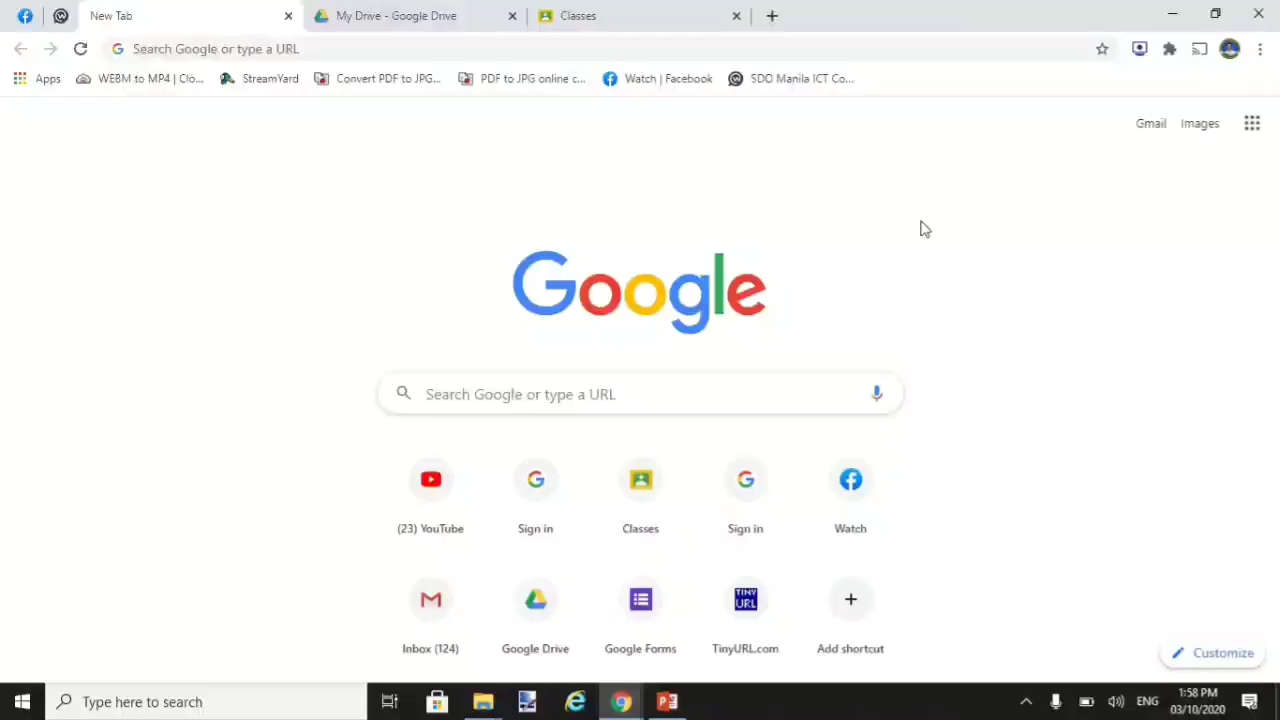 New Tab
My Drive - Google Drive
Classes
Search Google or type a URL
Apps
WEBM to MP4 | Clo...
StreamYard
Convert PDF to JPG...
PDF to JPG online c...
Watch | Facebook
SDO Manila ICT Co...
Gmail
Images
Google
Search Google or type a URL
(23) YouTube
Sign in
Classes
Sign in
Watch
TINY
URL
Inbox (124)
Google Drive
Google Forms
TinyURL.com
Add shortcut
Customize
Type here to search
ENG
1:58 PM
03/10/2020